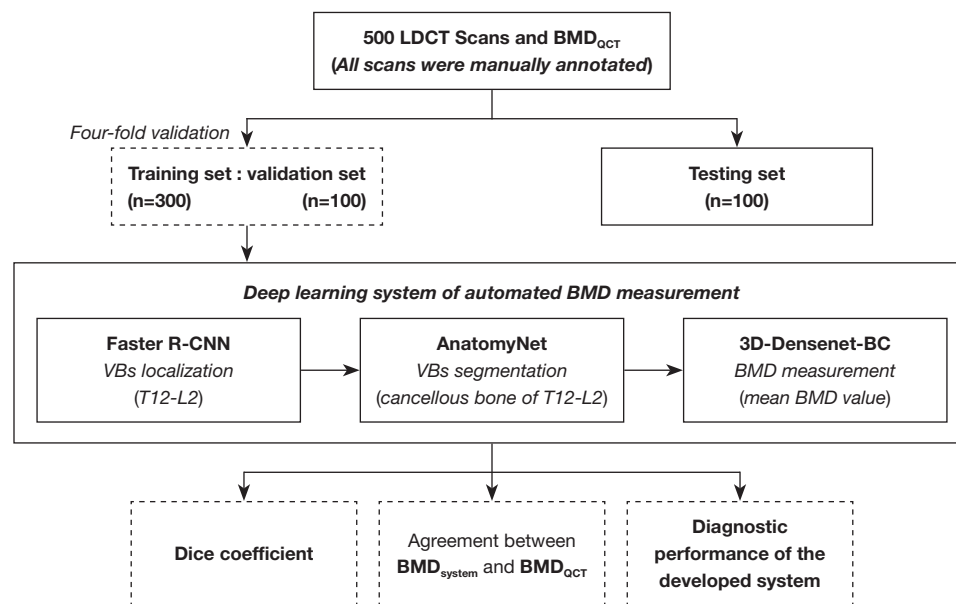 500 LDCT Scans and BMDQCT
(All scans were manually annotated)
Four-fold validation
Training set : validation set
(n=300) (n=100)
Testing set
(n=100)
Deep learning system of automated BMD measurement
Faster R-CNN
VBs localization
(T12-L2)
AnatomyNet
VBs segmentation
(cancellous bone of T12-L2)
3D-Densenet-BC
BMD measurement
(mean BMD value)
Dice coefficient
Agreement between
BMDsystem and BMDQCT
Diagnostic
performance of the
developed system